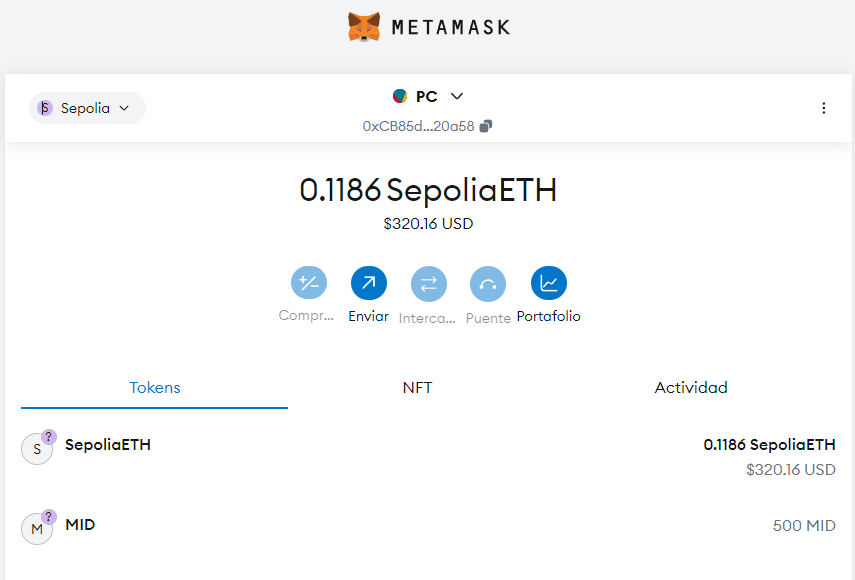 METAMASK
S Sepolia
PC
0xCB85d...20a58
0.1186 SepoliaETH
$320.16 USD
Compr... Enviar Interca... Puente Portafolio
Tokens NFT Actividad
S ? SepoliaETH 0.1186 SepoliaETH
$320.16 USD
M ? MID 500 MID